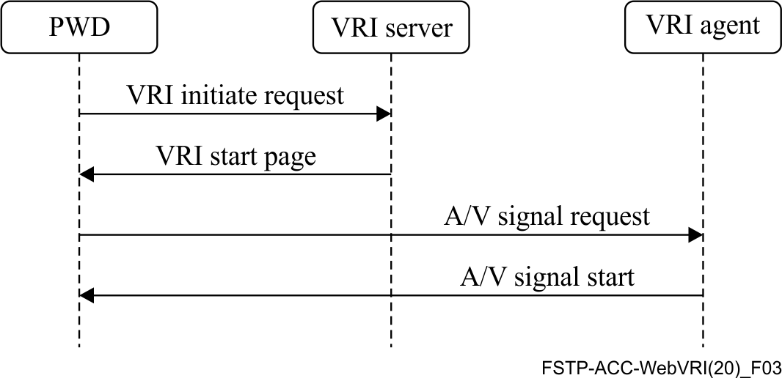 PWD
VRI server
VRI agent
VRI initiate request
VRI start page
A/V signal request
A/V signal start
FSTP-ACC-WebVRI(20)_F03